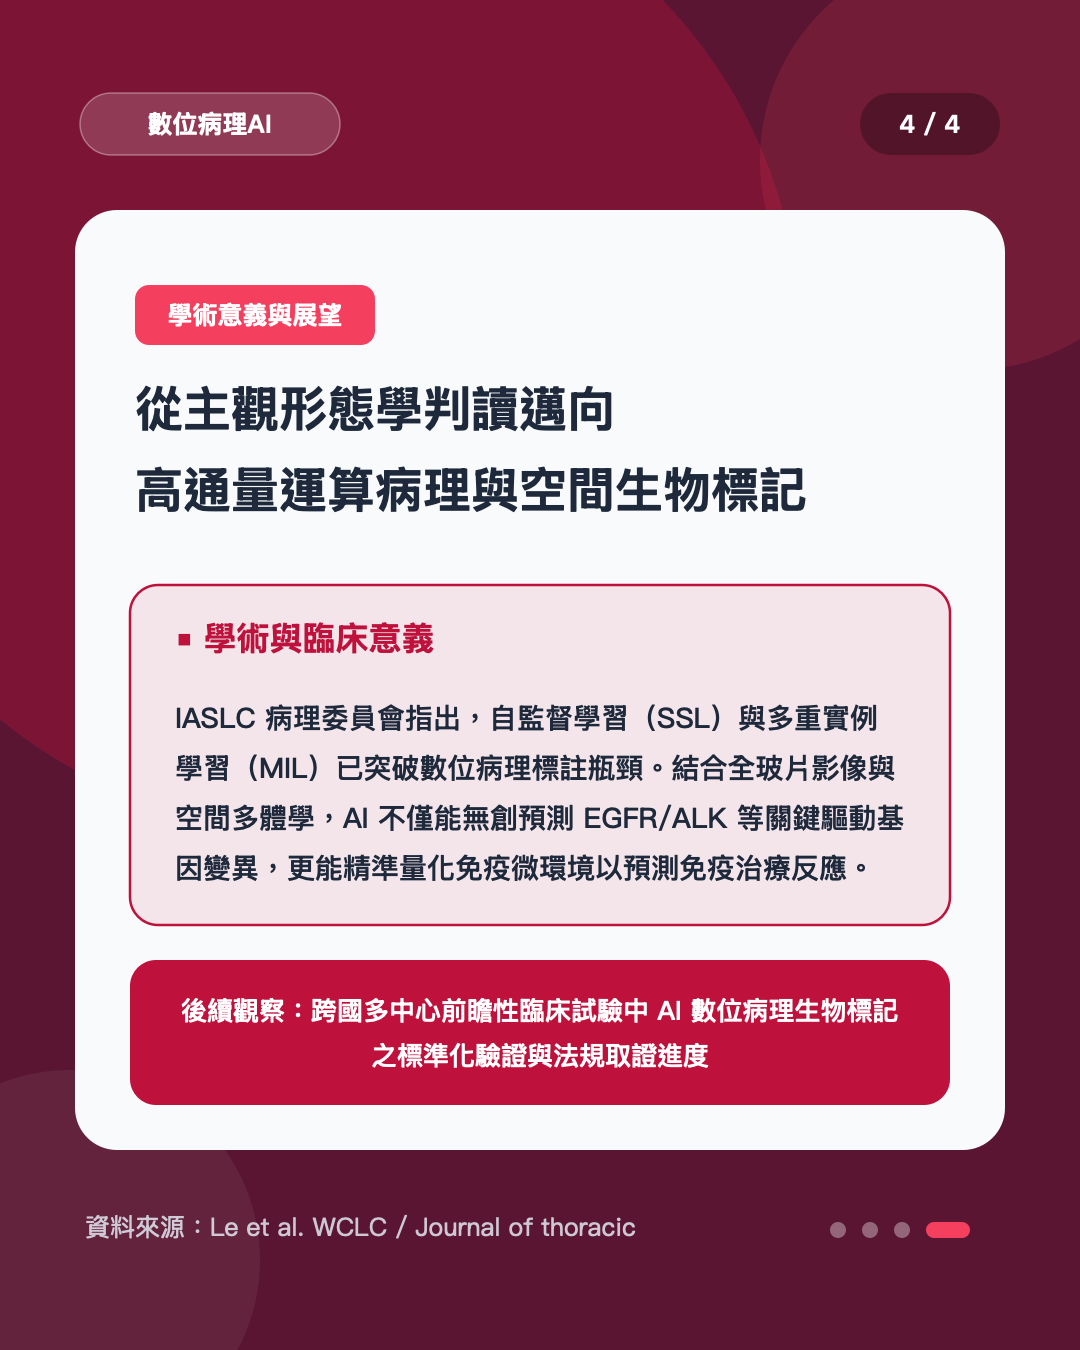 數位病理AI
4 / 4
學術意義與展望
從主觀形態學判讀邁向
高通量運算病理與空間生物標記
▪ 學術與臨床意義
IASLC 病理委員會指出，自監督學習（SSL）與多重實例
學習（MIL）已突破數位病理標註瓶頸。結合全玻片影像與
空間多體學，AI 不僅能無創預測 EGFR/ALK 等關鍵驅動基
因變異，更能精準量化免疫微環境以預測免疫治療反應。
後續觀察：跨國多中心前瞻性臨床試驗中 AI 數位病理生物標記
之標準化驗證與法規取證進度
資料來源：Le et al. WCLC / Journal of thoracic